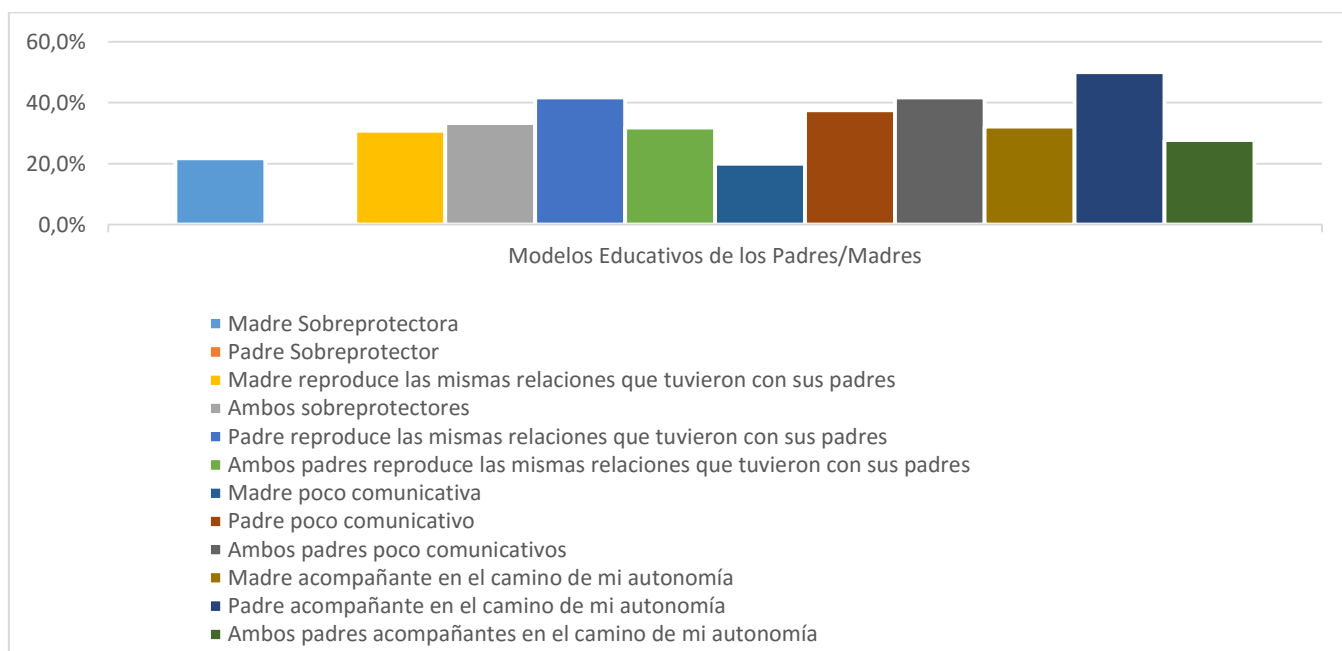 60,0%
40,0%
20,0%
0,0%
Modelos Educativos de los Padres/Madres
Madre Sobreprotectora
Padre Sobreprotector
Madre reproduce las mismas relaciones que tuvieron con sus padres
Ambos sobreprotectores
Padre reproduce las mismas relaciones que tuvieron con sus padres
Ambos padres reproduce las mismas relaciones que tuvieron con sus padres
Madre poco comunicativa
Padre poco comunicativo
Ambos padres poco comunicativos
Madre acompañante en el camino de mi autonomía
Padre acompañante en el camino de mi autonomía
Ambos padres acompañantes en el camino de mi autonomía